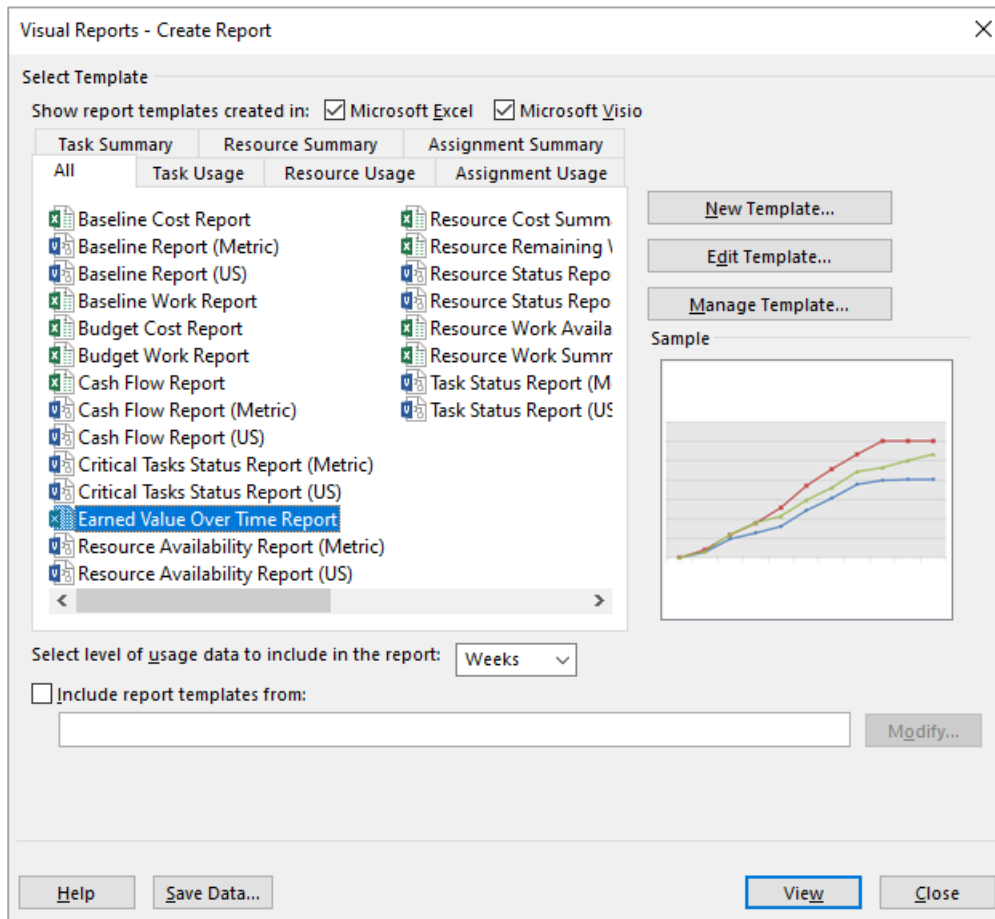 Visual Reports - Create Report
Select Template
Show report templates created in: Microsoft Excel Microsoft Visio
Task Summary Resource Summary Assignment Summary
All Task Usage Resource Usage Assignment Usage
Baseline Cost Report
Baseline Report (Metric)
Baseline Report (US)
Baseline Work Report
Budget Cost Report
Budget Work Report
Cash Flow Report
Cash Flow Report (Metric)
Cash Flow Report (US)
Critical Tasks Status Report (Metric)
Critical Tasks Status Report (US)
Earned Value Over Time Report
Resource Availability Report (Metric)
Resource Availability Report (US)
Resource Cost Summ
Resource Remaining
Resource Status Repo
Resource Status Repo
Resource Work Availa
Resource Work Summ
Task Status Report (M
Task Status Report (US
New Template...
Edit Template...
Manage Template...
Sample
Select level of usage data to include in the report: Weeks
Include report templates from:
Modify...
Help Save Data... View Close